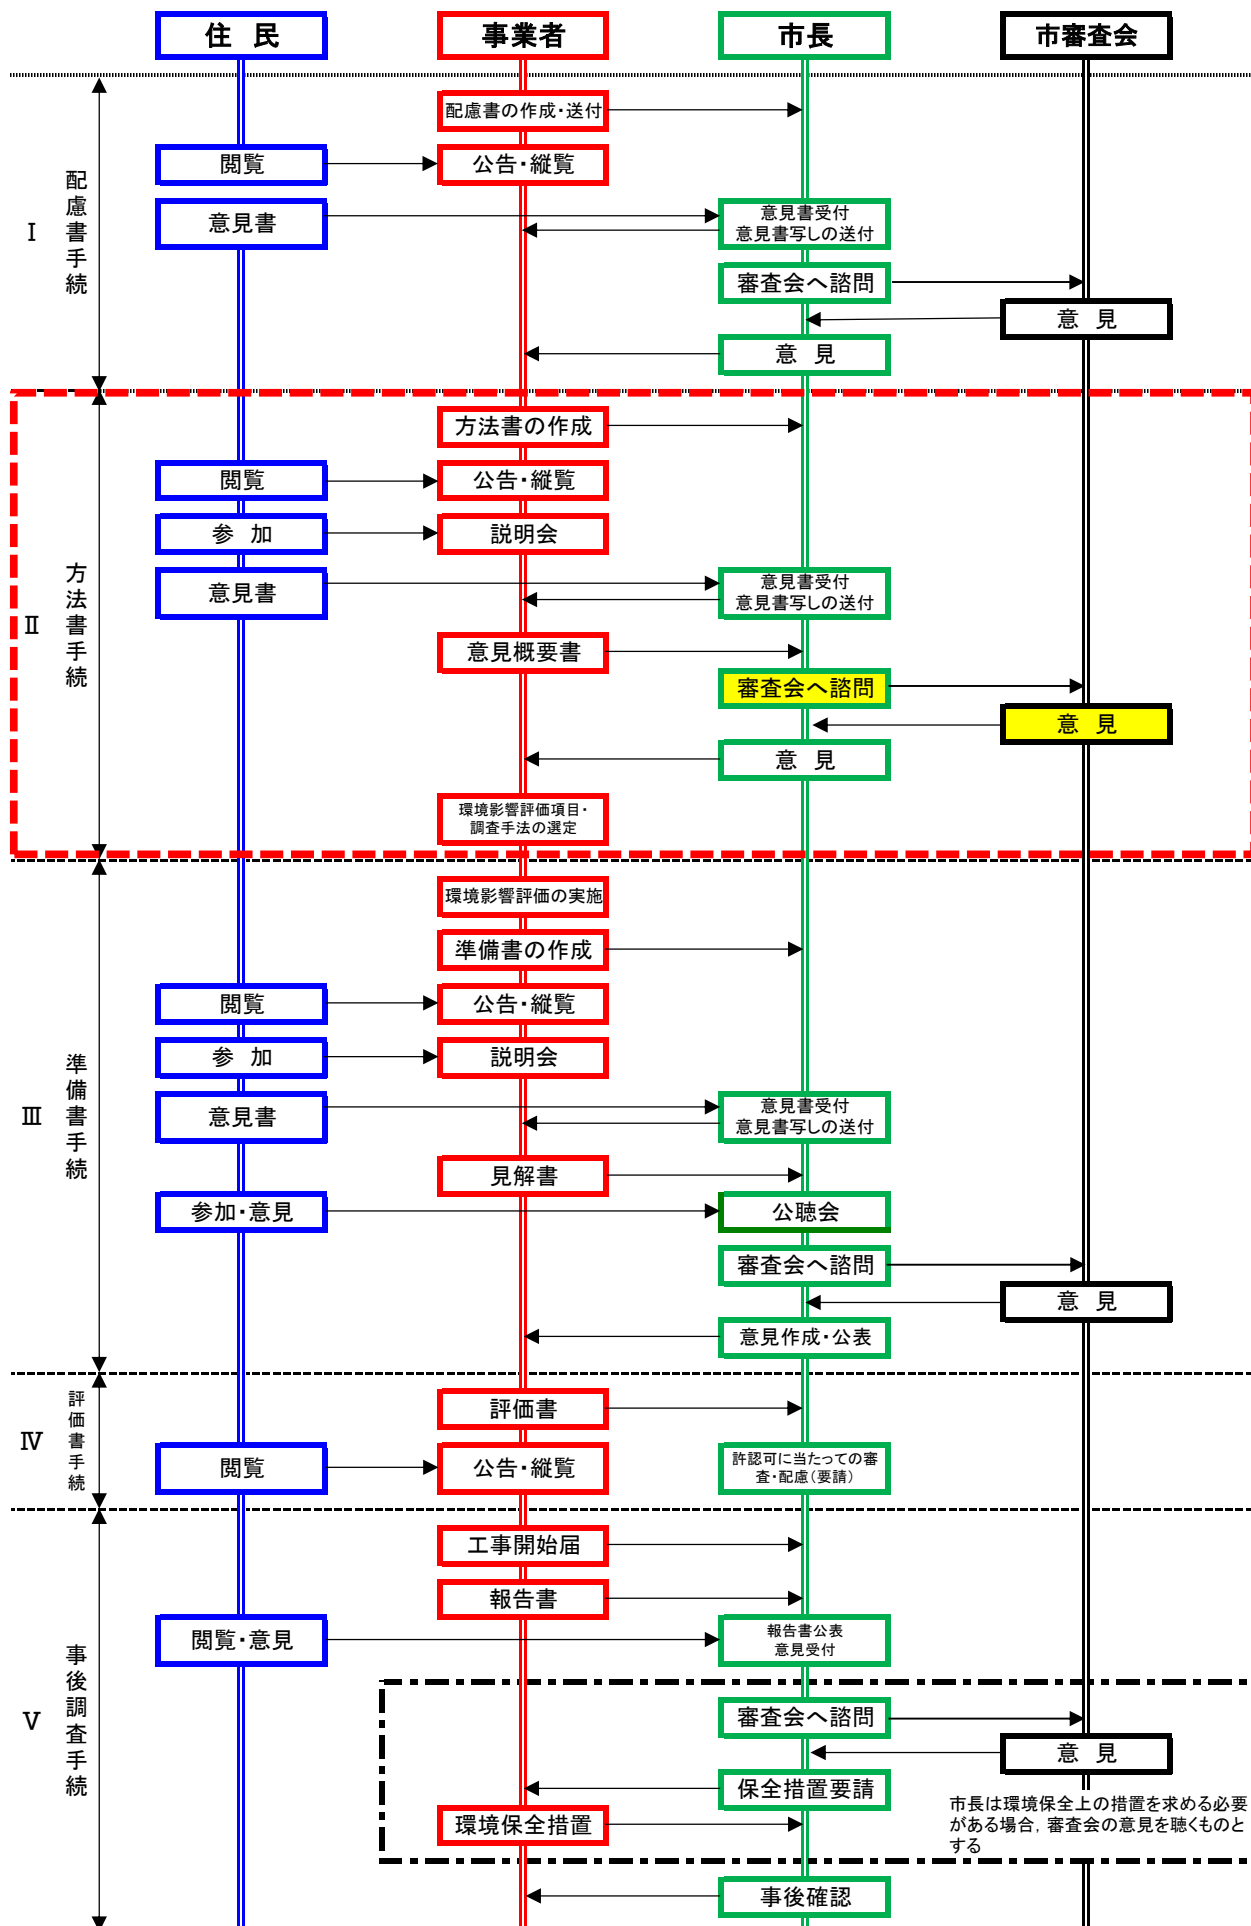 住　民
事業者
市長
市審査会
Ⅰ
配慮書手続
配慮書の作成・送付
閲覧
公告・縦覧
意見書
意見書受付
意見書写しの送付
審査会へ諮問
意　見
意　見
Ⅱ
方法書手続
方法書の作成
閲覧
公告・縦覧
参　加
説明会
意見書
意見書受付
意見書写しの送付
意見概要書
審査会へ諮問
意　見
意　見
環境影響評価項目・
調査手法の選定
Ⅲ
準備書手続
環境影響評価の実施
準備書の作成
閲覧
公告・縦覧
参　加
説明会
意見書
意見書受付
意見書写しの送付
見解書
参加・意見
公聴会
審査会へ諮問
意　見
意見作成・公表
Ⅳ
評価書手続
評価書
閲覧
公告・縦覧
許認可に当たっての審
査・配慮（要請）
Ⅴ
事後調査手続
工事開始届
報告書
閲覧・意見
報告書公表
意見受付
審査会へ諮問
意　見
保全措置要請
環境保全措置
市長は環境保全上の措置を求める必要
がある場合，審査会の意見を聴くものと
する
事後確認